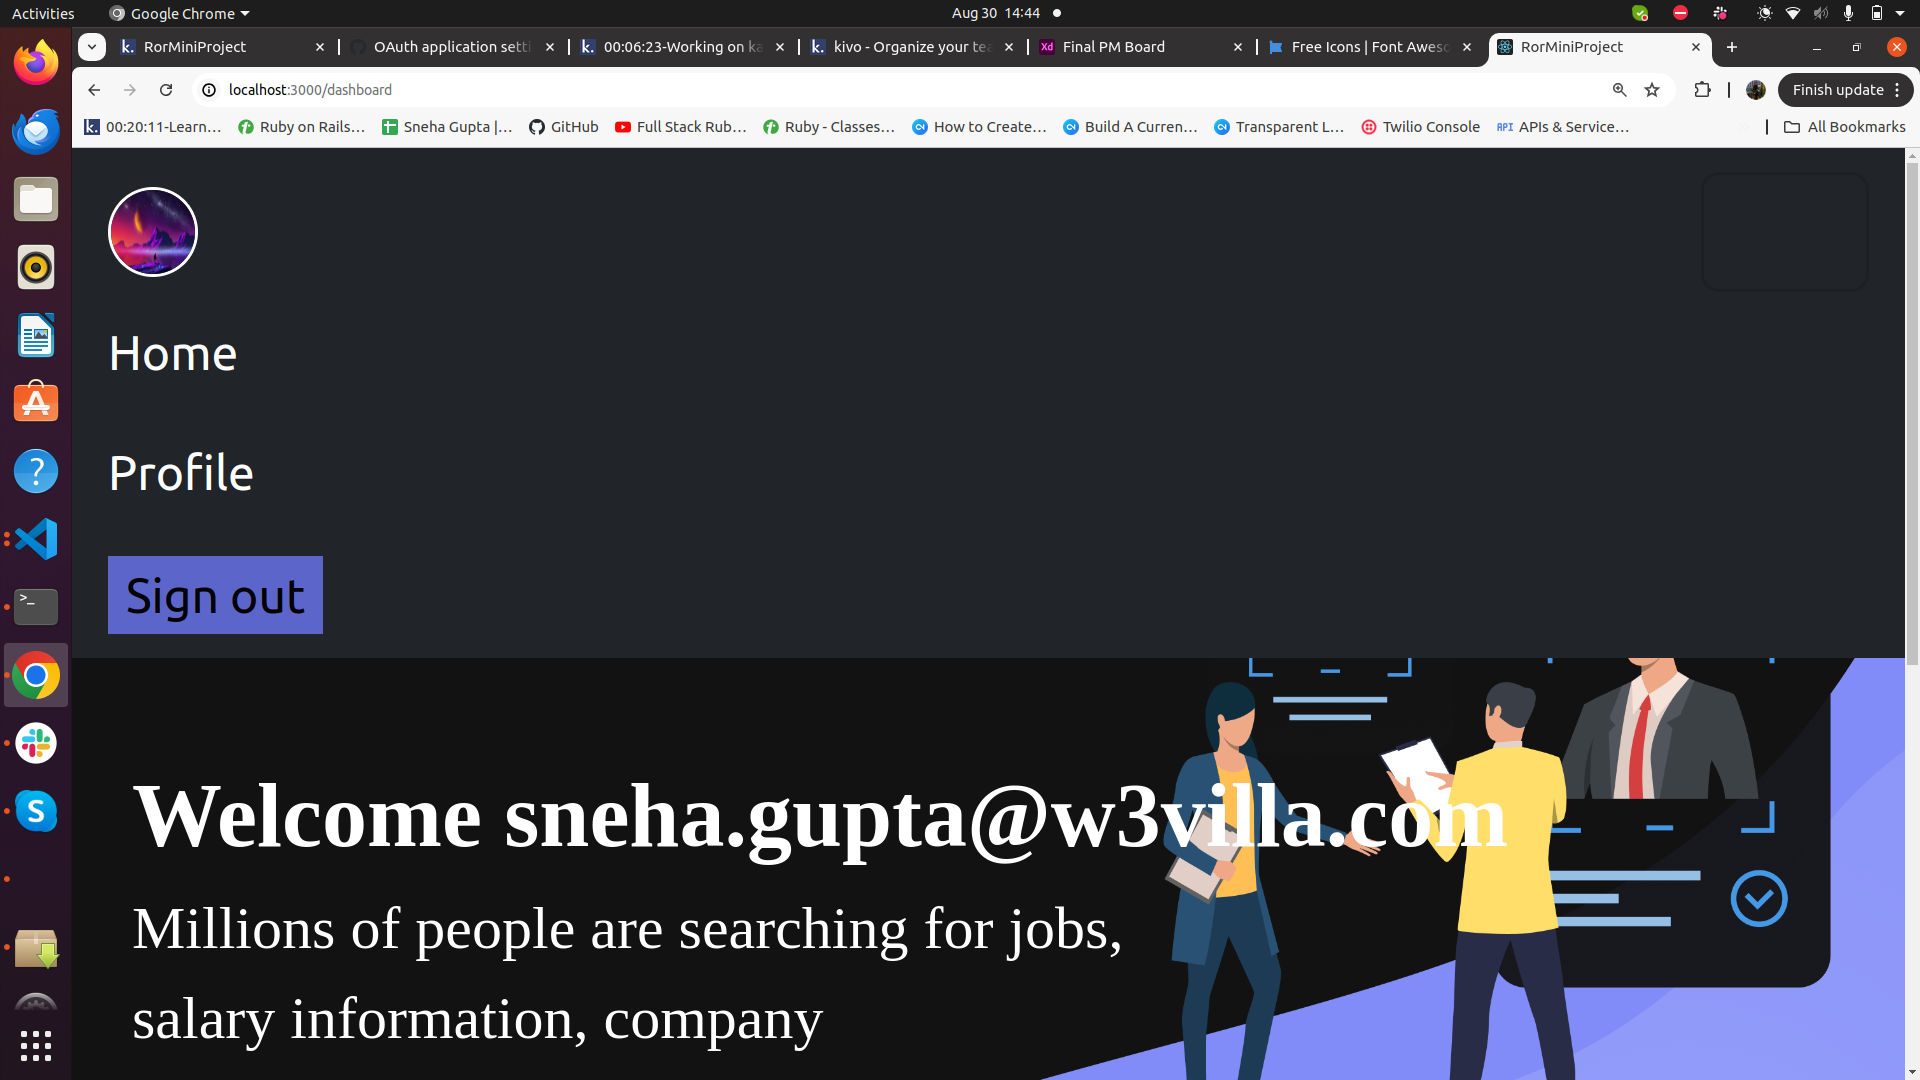 Activities
Google Chrome
Aug 30 14:44
RorMiniProject
OAuth application setti
00:06:23-Working on ka
kivo - Organize your tea
Xd
Final PM Board
Free Icons | Font Aweso
RorMiniProject
localhost:3000/dashboard
Finish update
00:20:11-Learn…
Ruby on Rails…
Sneha Gupta |…
GitHub
Full Stack Rub…
Ruby - Classes…
How to Create…
Build A Curren…
Transparent L…
Twilio Console
API
APIs & Service…
All Bookmarks
Home
Profile
Sign out
Welcome sneha.gupta@w3villa.com
Millions of people are searching for jobs,
salary information, company